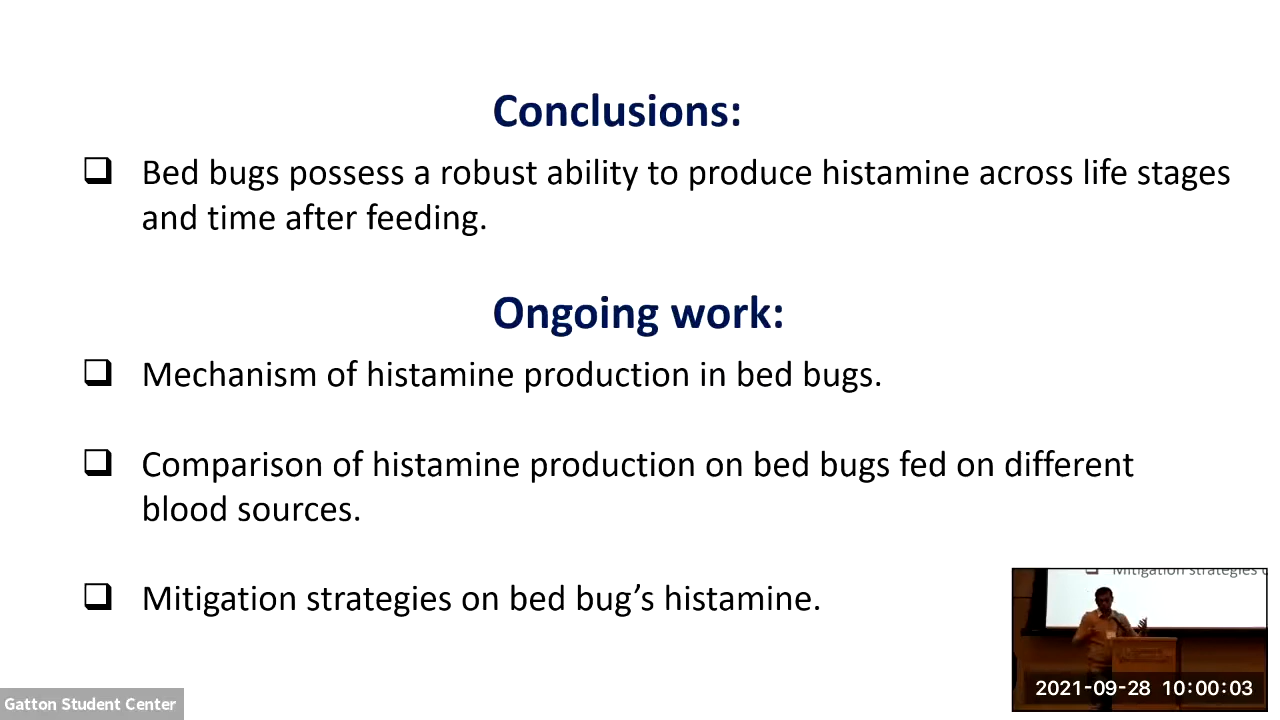 Conclusions:
Bed bugs possess a robust ability to produce histamine across life stages
and time after feeding.
Ongoing work:
Mechanism of histamine production in bed bugs.
Comparison of histamine production on bed bugs fed on different
blood sources.
Mitigation strategies on bed bug’s histamine.
Mitigation strategies
2021-09-28 10:00:03
Gatton Student Center